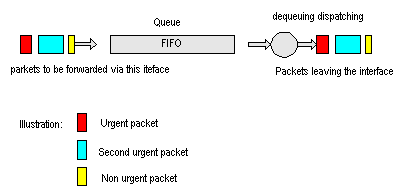 Queue
dequeuing dispatching
FIFO
parkets to be forwarded via this iteface
Packets leaving the interface
Illustration:
Urgent packet
Second urgent packet
Non urgent packet